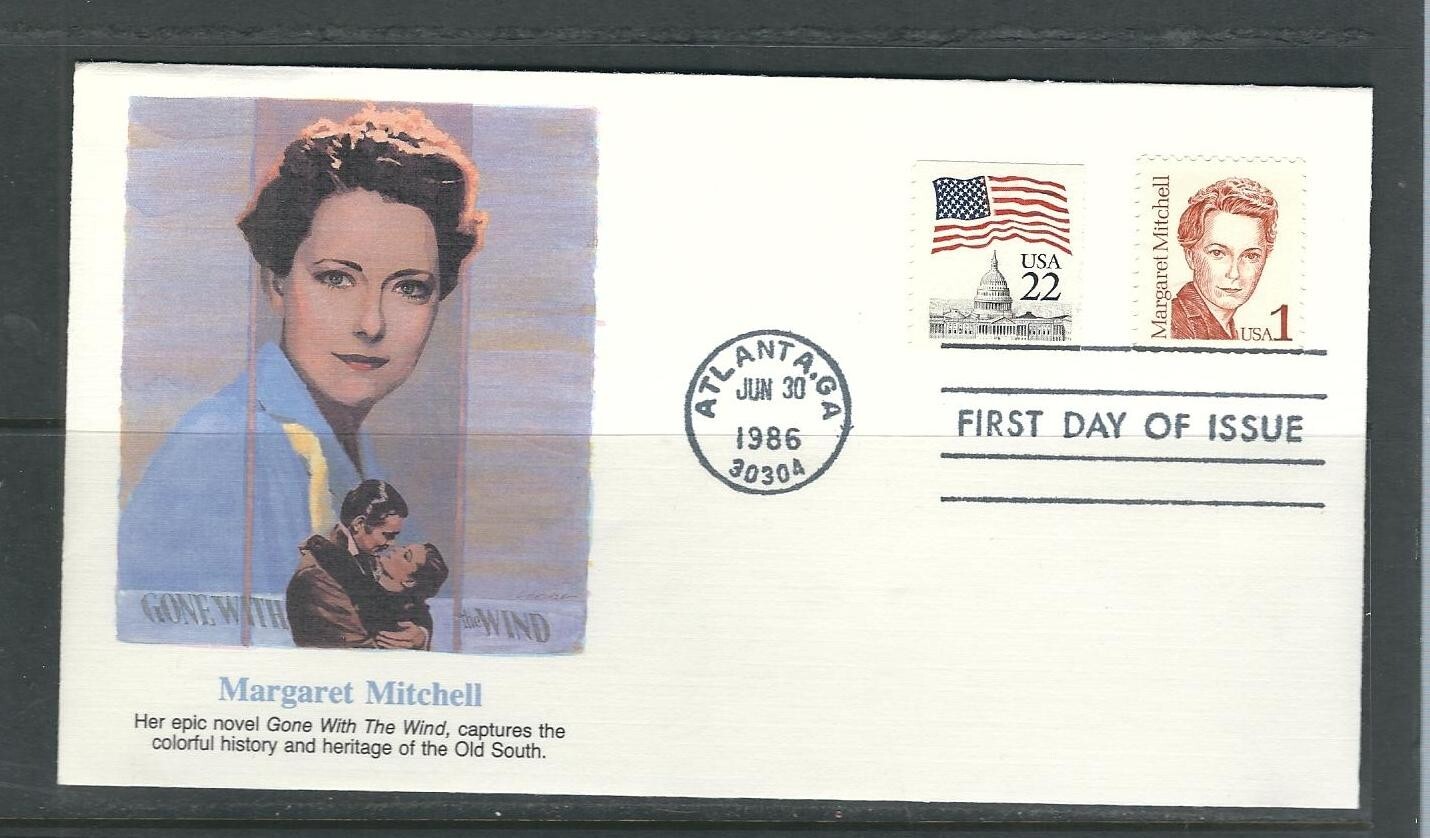 USA
22
Margaret Mitchell
USA 1
ATLANTA, GA
JUN 30
1986
30304
FIRST DAY OF ISSUE
GONE WITH the WIND
Margaret Mitchell
Her epic novel Gone With The Wind, captures the
colorful history and heritage of the Old South.